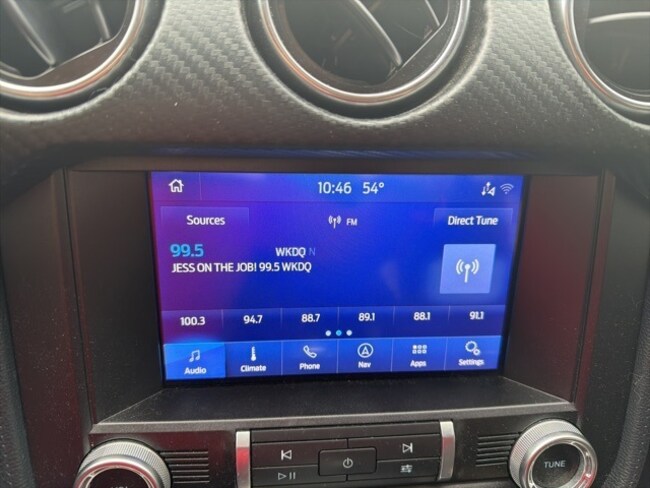 10:46 54°
Sources FM Direct Tune
99.5 WKDQ N
JESS ON THE JOB! 99.5 WKDQ
100.3 94.7 88.7 89.1 88.1 91.1
Audio Climate Phone Nav Apps Settings
VOL TUNE